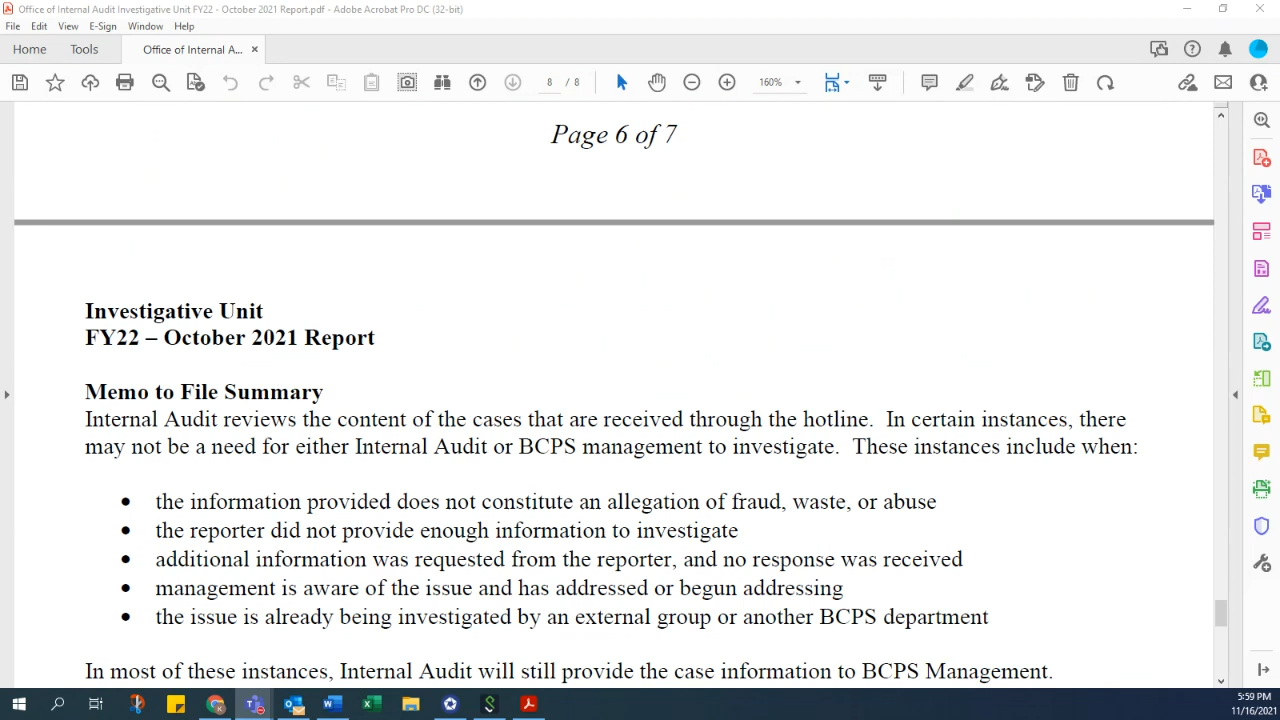 Office of Internal Audit Investigative Unit FY22 - October 2021 Report.pdf - Adobe Acrobat Pro DC (32-bit)
File Edit View E-Sign Window Help
Home Tools Office of Internal A... ×
8 / 8 160%
Page 6 of 7
Investigative Unit
FY22 – October 2021 Report
Memo to File Summary
Internal Audit reviews the content of the cases that are received through the hotline. In certain instances, there
may not be a need for either Internal Audit or BCPS management to investigate. These instances include when:
• the information provided does not constitute an allegation of fraud, waste, or abuse
• the reporter did not provide enough information to investigate
• additional information was requested from the reporter, and no response was received
• management is aware of the issue and has addressed or begun addressing
• the issue is already being investigated by an external group or another BCPS department
In most of these instances, Internal Audit will still provide the case information to BCPS Management.
5:59 PM
11/16/2021